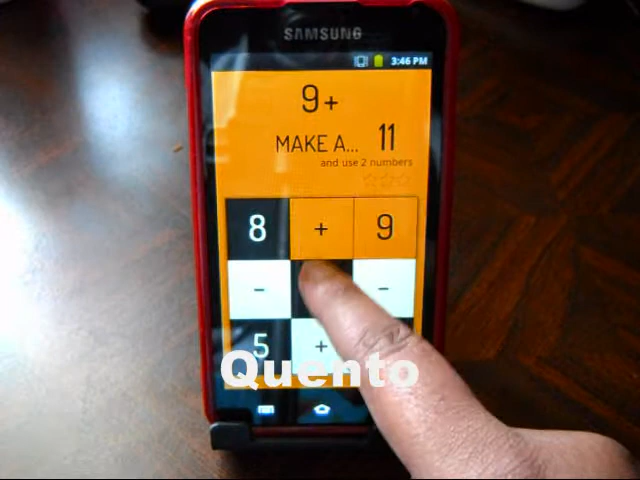 SAMSUNG
3:46 PM
9+
MAKE A... 11
and use 2 numbers
8 + 9
- -
5 +
Quento